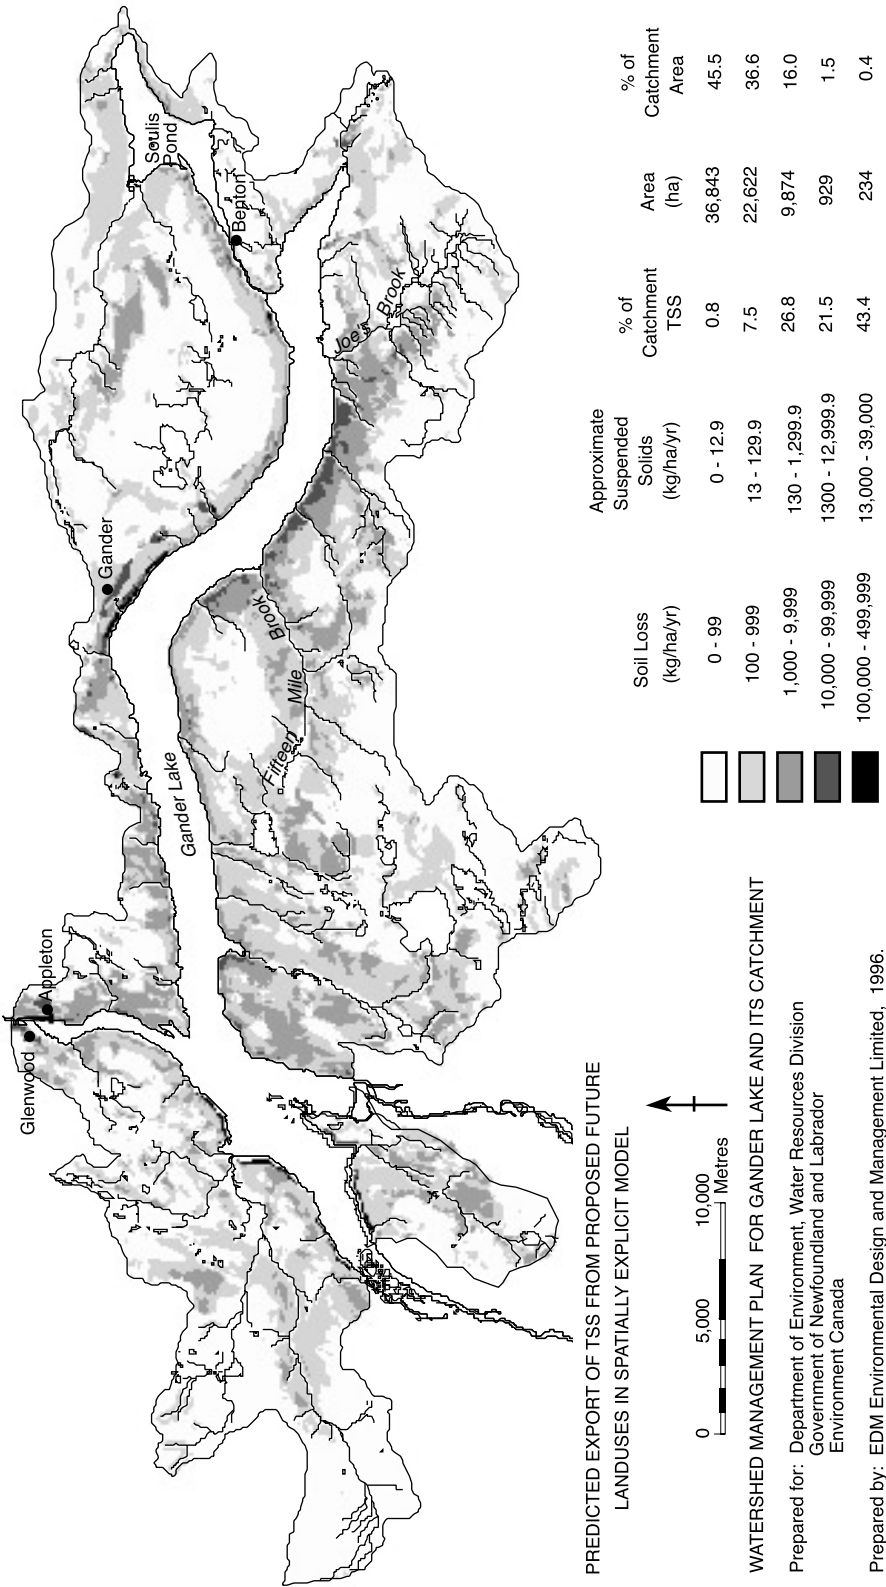 Glenwood
Appleton
Gander
Soulis
Pond
Benton
Gander Lake
Fifteen Mile Brook
Joe's Brook
PREDICTED EXPORT OF TSS FROM PROPOSED FUTURE
LANDUSES IN SPATIALLY EXPLICIT MODEL
0 5,000 10,000
Metres
WATERSHED MANAGEMENT PLAN FOR GANDER LAKE AND ITS CATCHMENT
Prepared for: Department of Environment, Water Resources Division
Government of Newfoundland and Labrador
Environment Canada
Prepared by: EDM Environmental Design and Management Limited, 1996.
Soil Loss
(kg/ha/yr)
Approximate
Suspended
Solids
(kg/ha/yr)
% of
Catchment
TSS
Area
(ha)
% of
Catchment
Area
0 - 99 0 - 12.9 0.8 36,843 45.5
100 - 999 13 - 129.9 7.5 22,622 36.6
1,000 - 9,999 130 - 1,299.9 26.8 9,874 16.0
10,000 - 99,999 1300 - 12,999.9 21.5 929 1.5
100,000 - 499,999 13,000 - 39,000 43.4 234 0.4